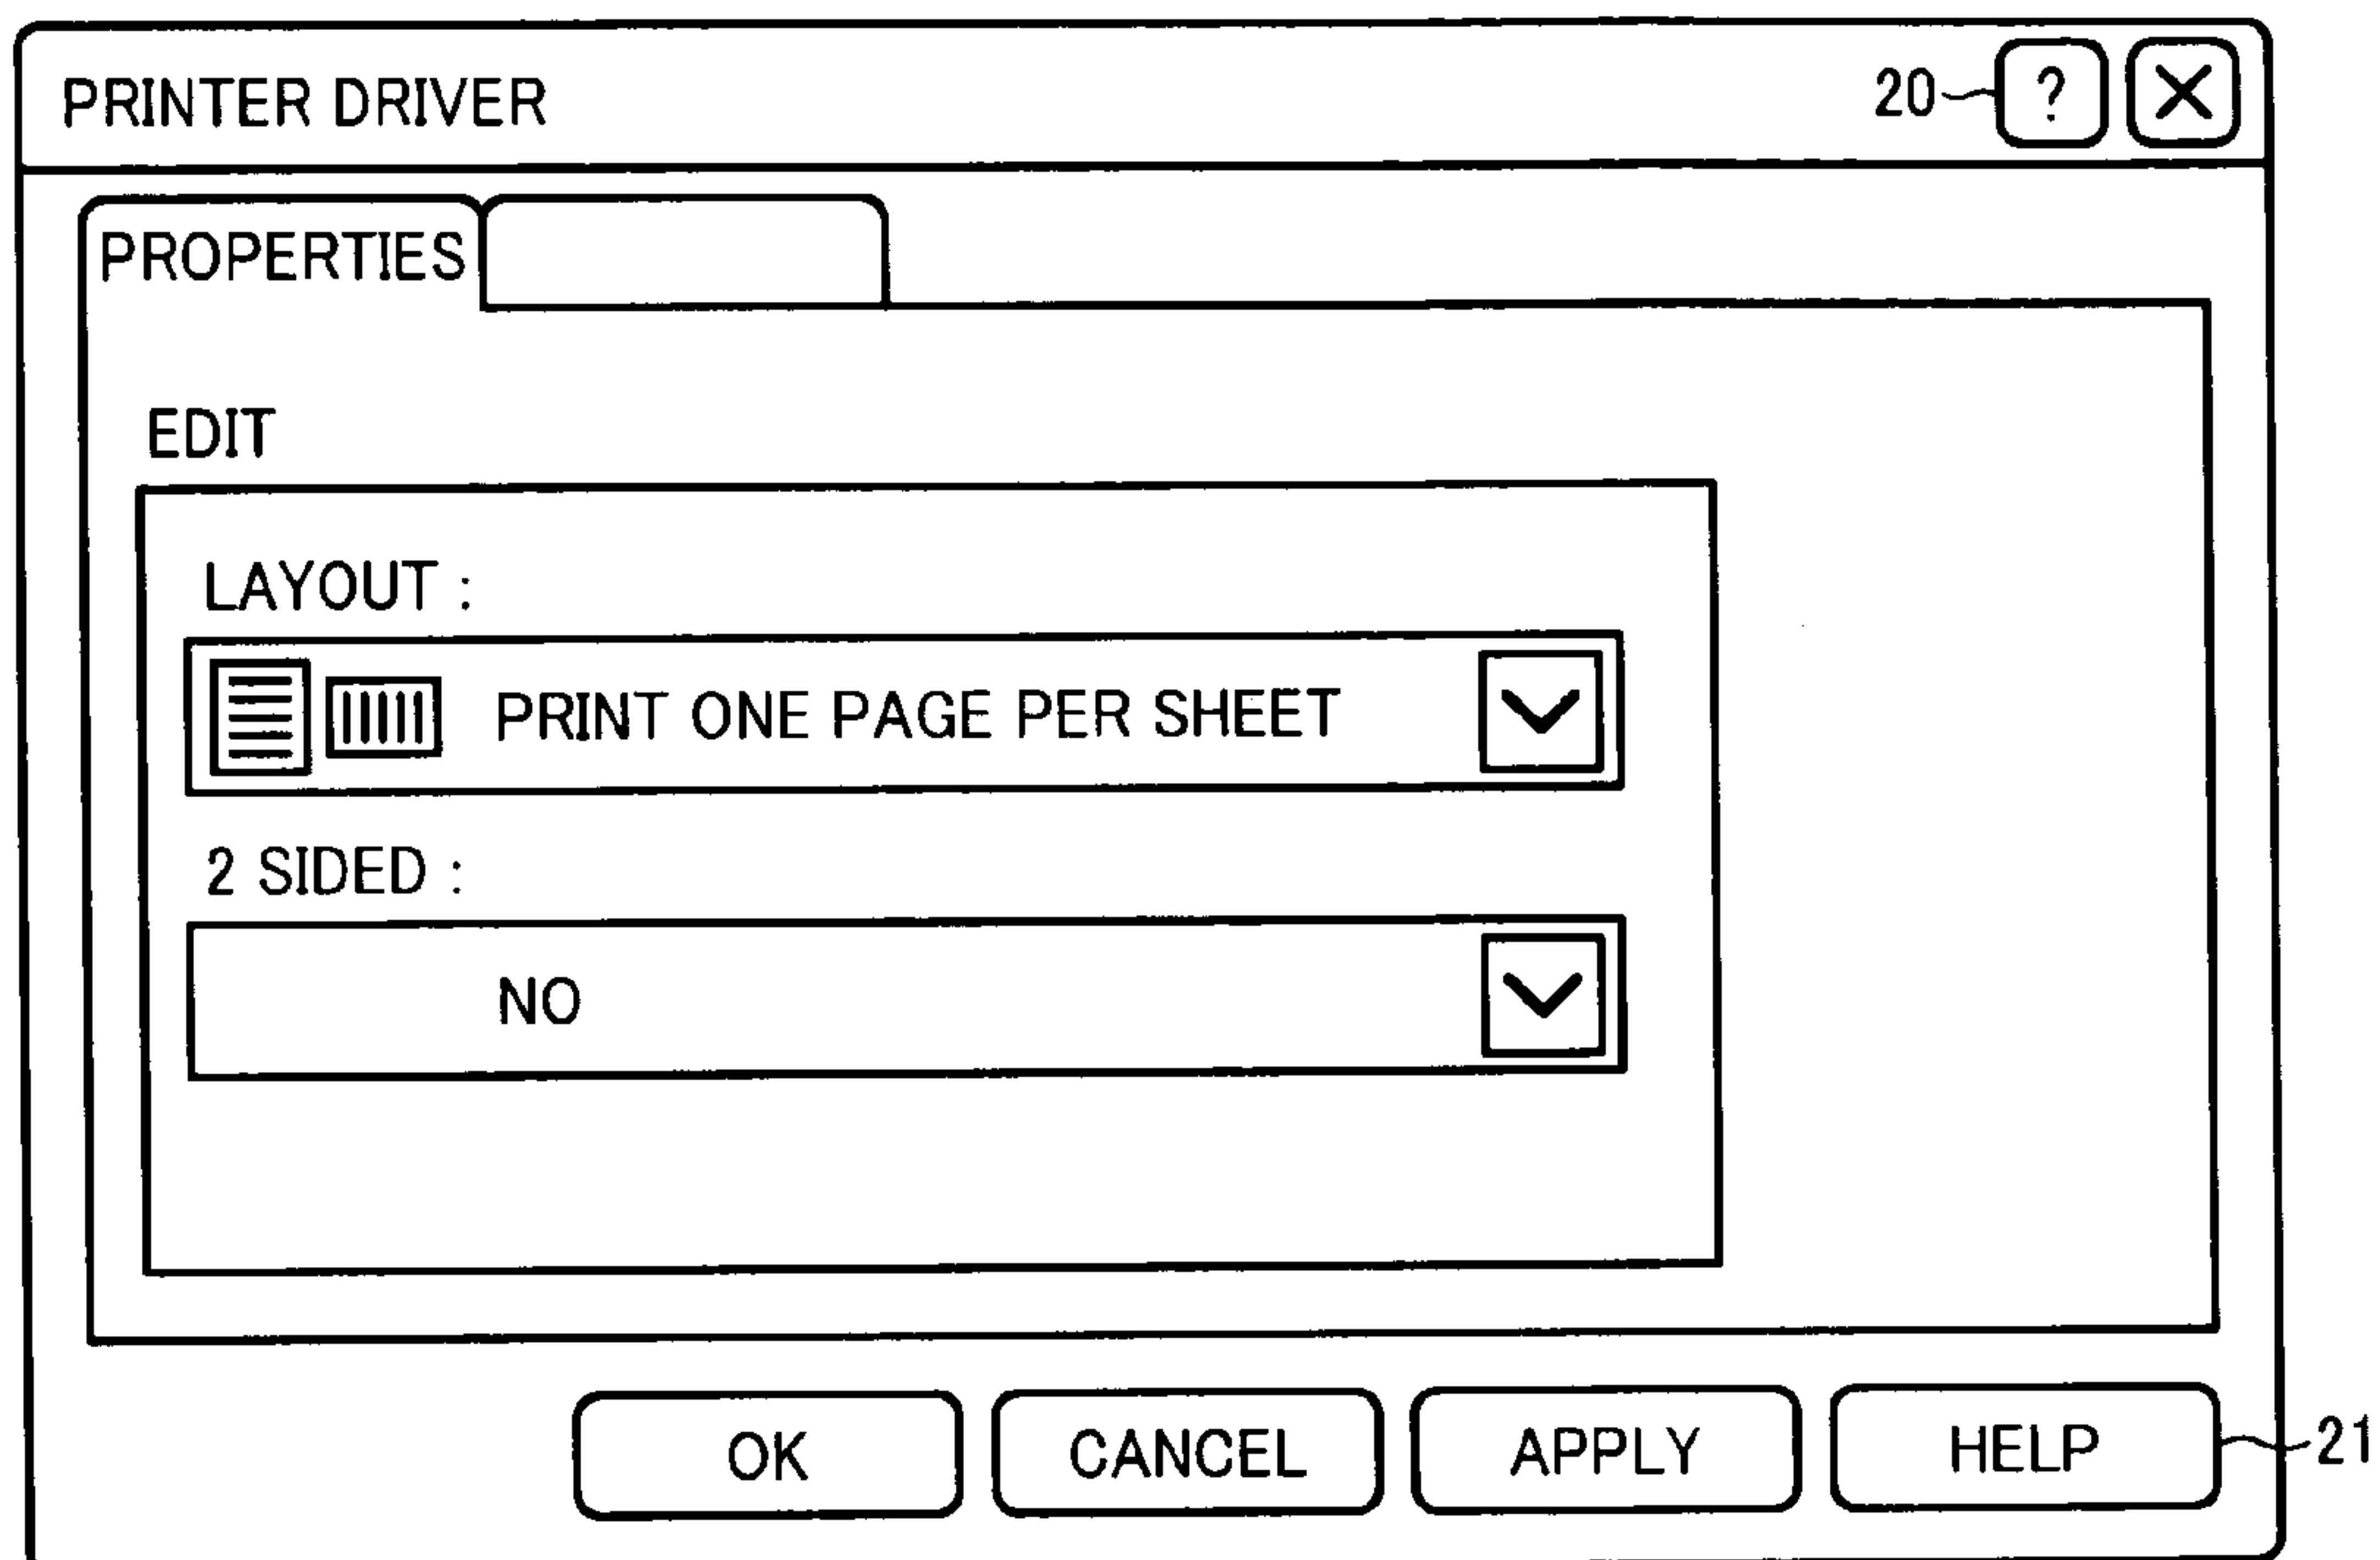 PRINTER DRIVER 20 ?
PROPERTIES
EDIT
LAYOUT :
PRINT ONE PAGE PER SHEET
2 SIDED :
NO
OK CANCEL APPLY HELP 21